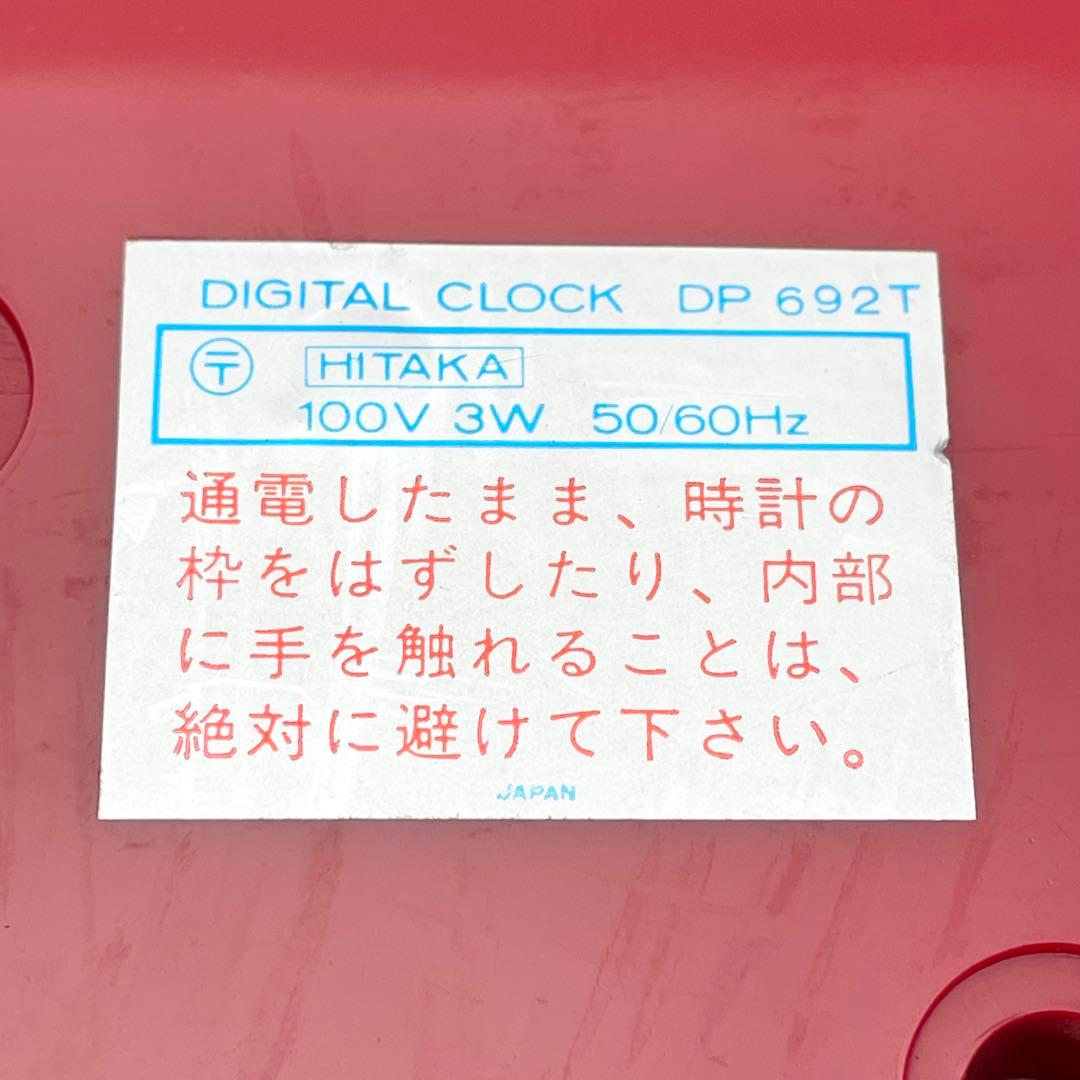 DIGITAL CLOCK DP 692T
〒 HITAKA
100V 3W 50/60Hz
通電したまま、時計の
枠をはずしたり、内部
に手を触れることは、
絶対に避けて下さい。
JAPAN